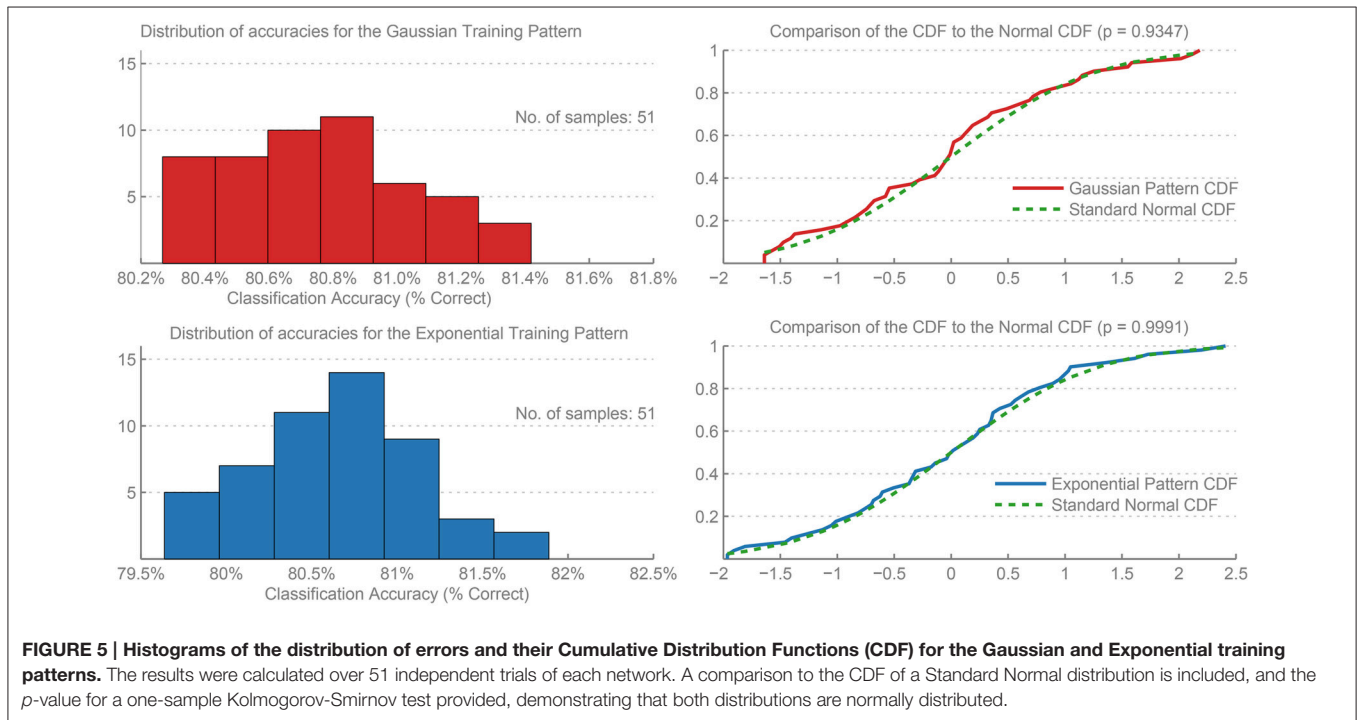 Distribution of accuracies for the Gaussian Training Pattern
15
10
5
No. of samples: 51
80.2% 80.4% 80.6% 80.8% 81.0% 81.2% 81.4% 81.6% 81.8%
Classification Accuracy (% Correct)
Comparison of the CDF to the Normal CDF (p = 0.9347)
1
0.8
0.6
0.4
0.2
Gaussian Pattern CDF
Standard Normal CDF
−2 −1.5 −1 −0.5 0 0.5 1 1.5 2 2.5
Distribution of accuracies for the Exponential Training Pattern
15
10
5
No. of samples: 51
79.5% 80% 80.5% 81% 81.5% 82% 82.5%
Classification Accuracy (% Correct)
Comparison of the CDF to the Normal CDF (p = 0.9991)
1
0.8
0.6
0.4
0.2
Exponential Pattern CDF
Standard Normal CDF
−2 −1.5 −1 −0.5 0 0.5 1 1.5 2 2.5
FIGURE 5 | Histograms of the distribution of errors and their Cumulative Distribution Functions (CDF) for the Gaussian and Exponential training
patterns. The results were calculated over 51 independent trials of each network. A comparison to the CDF of a Standard Normal distribution is included, and the
p-value for a one-sample Kolmogorov-Smirnov test provided, demonstrating that both distributions are normally distributed.